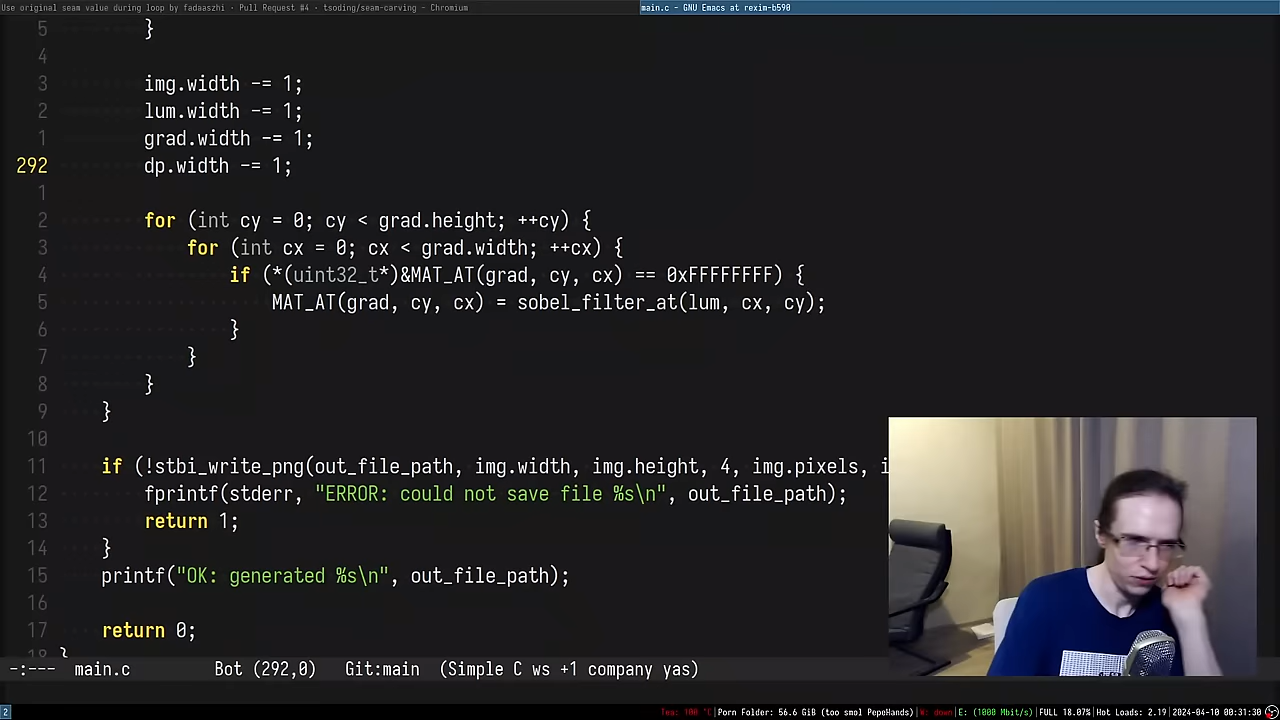 Use original seam value during loop by fadaaszhi · Pull Request #4 · tsoding/seam-carving - Chromium
main.c - GNU Emacs at rexim-b590
5 }
4
3 img.width -= 1;
2 lum.width -= 1;
1 grad.width -= 1;
292 dp.width -= 1;
1
2 for (int cy = 0; cy < grad.height; ++cy) {
3 for (int cx = 0; cx < grad.width; ++cx) {
4 if (*(uint32_t*)&MAT_AT(grad, cy, cx) == 0xFFFFFFFF) {
5 MAT_AT(grad, cy, cx) = sobel_filter_at(lum, cx, cy);
6 }
7 }
8 }
9 }
10
11 if (!stbi_write_png(out_file_path, img.width, img.height, 4, img.pixels, i
12 fprintf(stderr, "ERROR: could not save file %s\n", out_file_path);
13 return 1;
14 }
15 printf("OK: generated %s\n", out_file_path);
16
17 return 0;
18 }
-:--- main.c Bot (292,0) Git:main (Simple C ws +1 company yas)
2 Tea: 100 °C|Porn Folder: 56.6 GiB (too smol PepeHands)|W: down|E: (1000 Mbit/s)|FULL 18.07%|Hot Loads: 2.19|2024-04-10 00:31:30